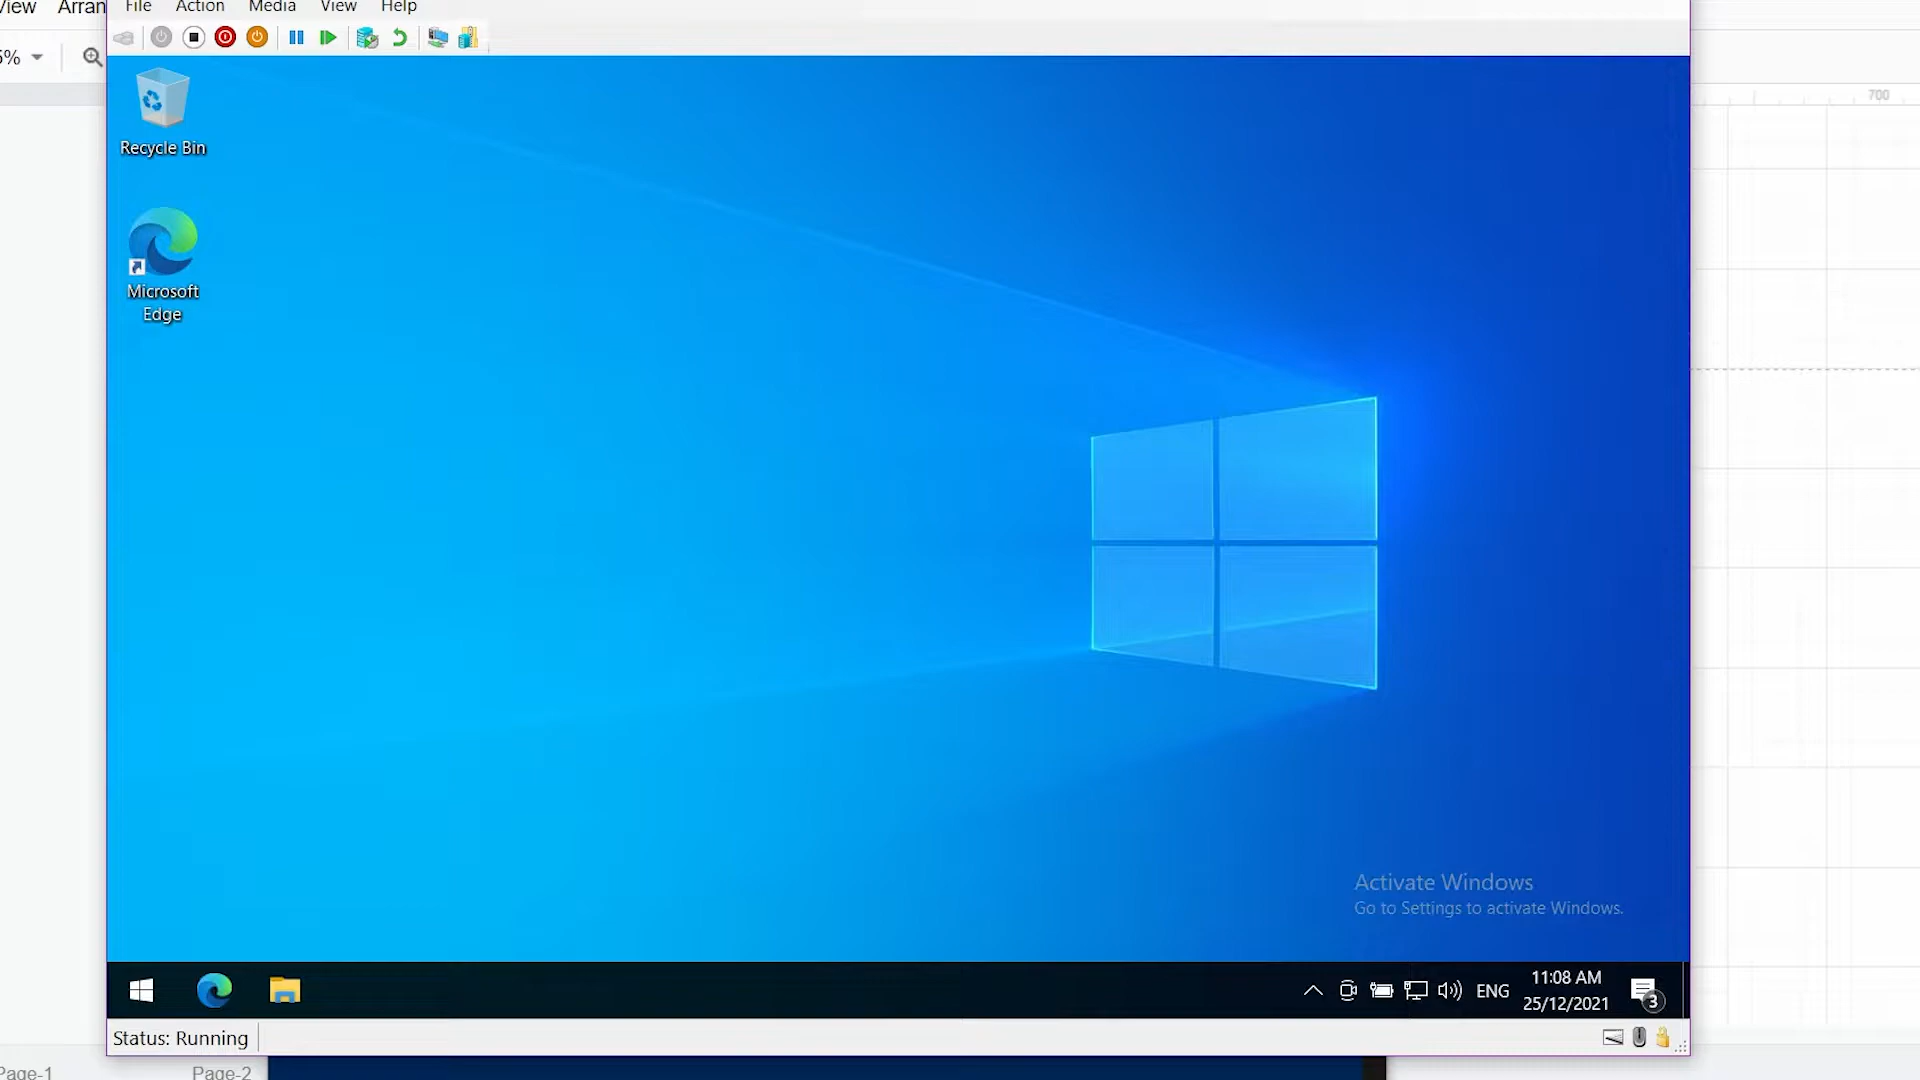 View Arran
File Action Media View Help
5%
700
Recycle Bin
Microsoft
Edge
Activate Windows
Go to Settings to activate Windows.
ENG
11:08 AM
25/12/2021
3
Status: Running
Page-1 Page-2